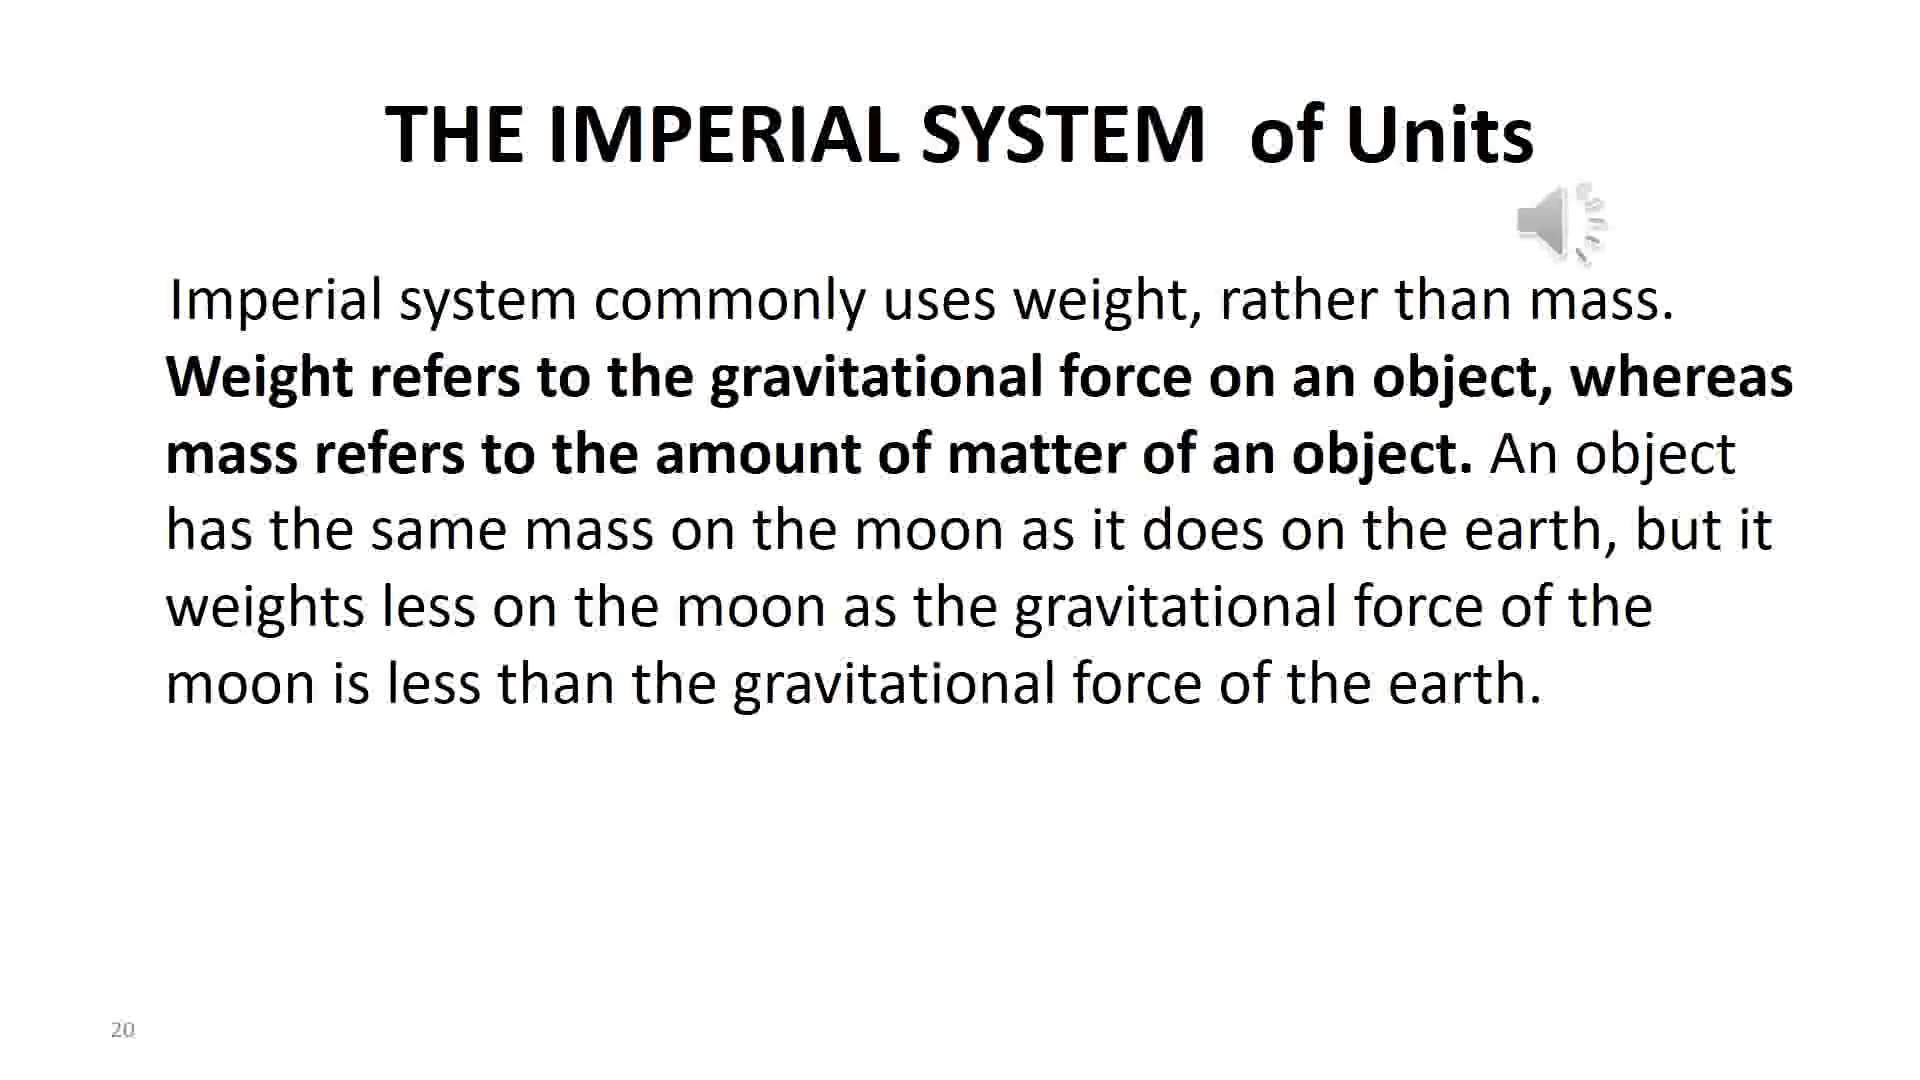 THE IMPERIAL SYSTEM of Units
Imperial system commonly uses weight, rather than mass.
Weight refers to the gravitational force on an object, whereas
mass refers to the amount of matter of an object. An object
has the same mass on the moon as it does on the earth, but it
weights less on the moon as the gravitational force of the
moon is less than the gravitational force of the earth.
20